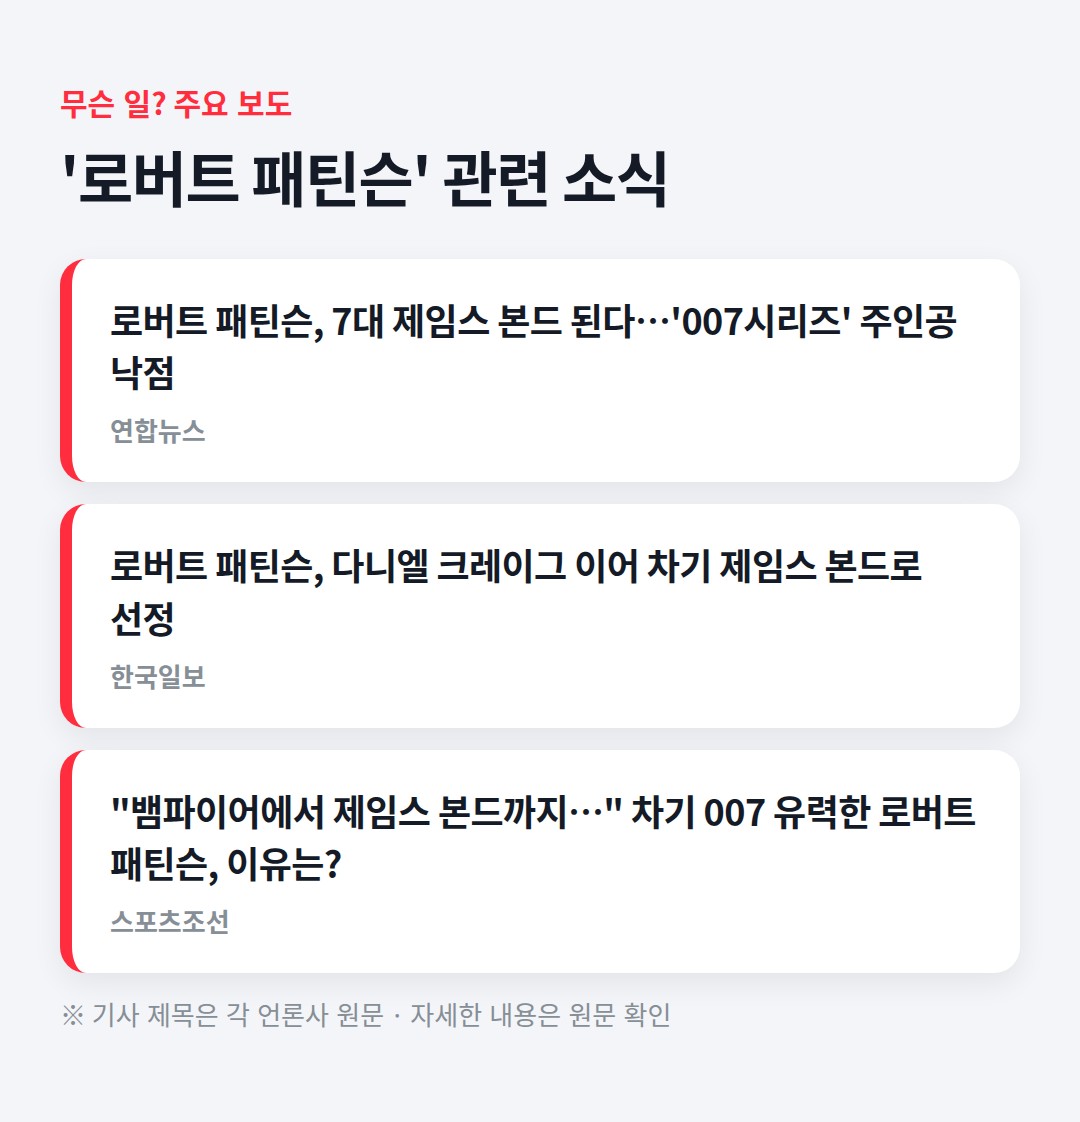 무슨 일? 주요 보도
'로버트 패틴슨' 관련 소식
로버트 패틴슨, 7대 제임스 본드 된다…'007시리즈' 주인공
낙점
연합뉴스
로버트 패틴슨, 다니엘 크레이그 이어 차기 제임스 본드로
선정
한국일보
"뱀파이어에서 제임스 본드까지…" 차기 007 유력한 로버트
패틴슨, 이유는?
스포츠조선
※ 기사 제목은 각 언론사 원문 · 자세한 내용은 원문 확인